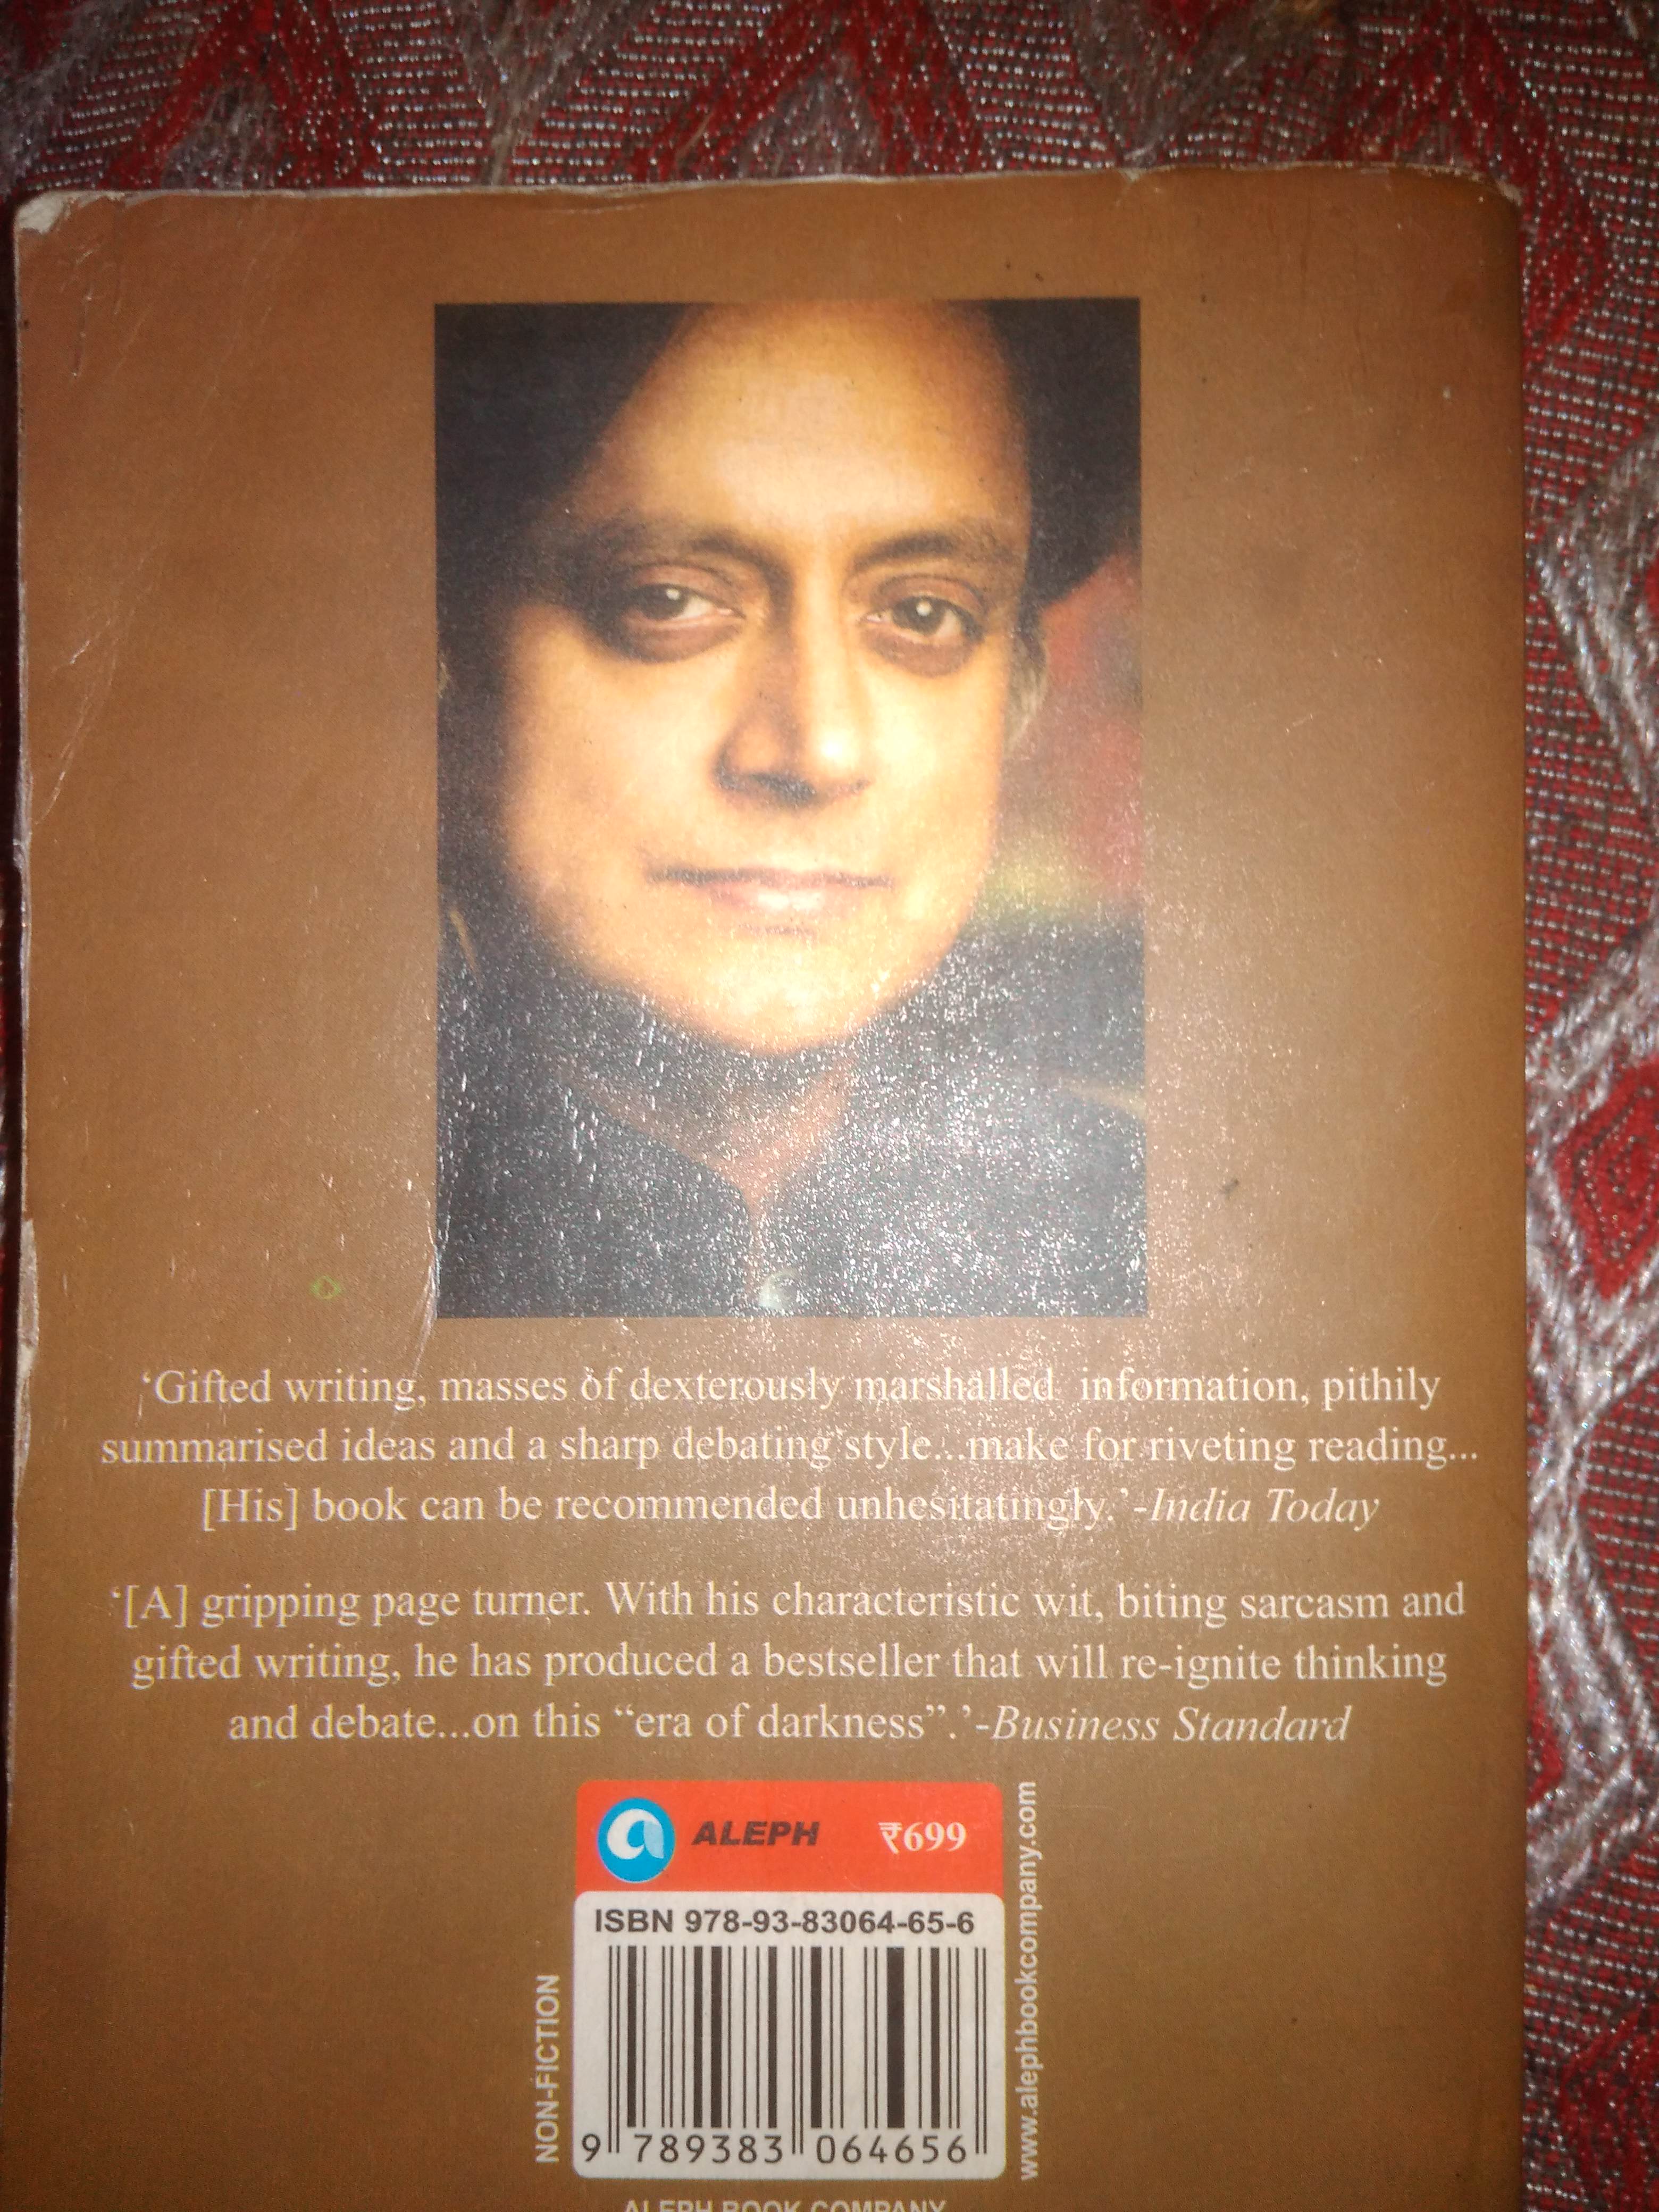 ‘Gifted writing, masses of dexterously marshalled information, pithily
summarised ideas and a sharp debating style...make for riveting reading...
[His] book can be recommended unhesitatingly.’-India Today
‘[A] gripping page turner. With his characteristic wit, biting sarcasm and
gifted writing, he has produced a bestseller that will re-ignite thinking
and debate...on this “era of darkness”.’-Business Standard
ALEPH ₹699
ISBN 978-93-83064-65-6
9 789383 064656
NON-FICTION
www.alephbookcompany.com
ALEPH BOOK COMPANY